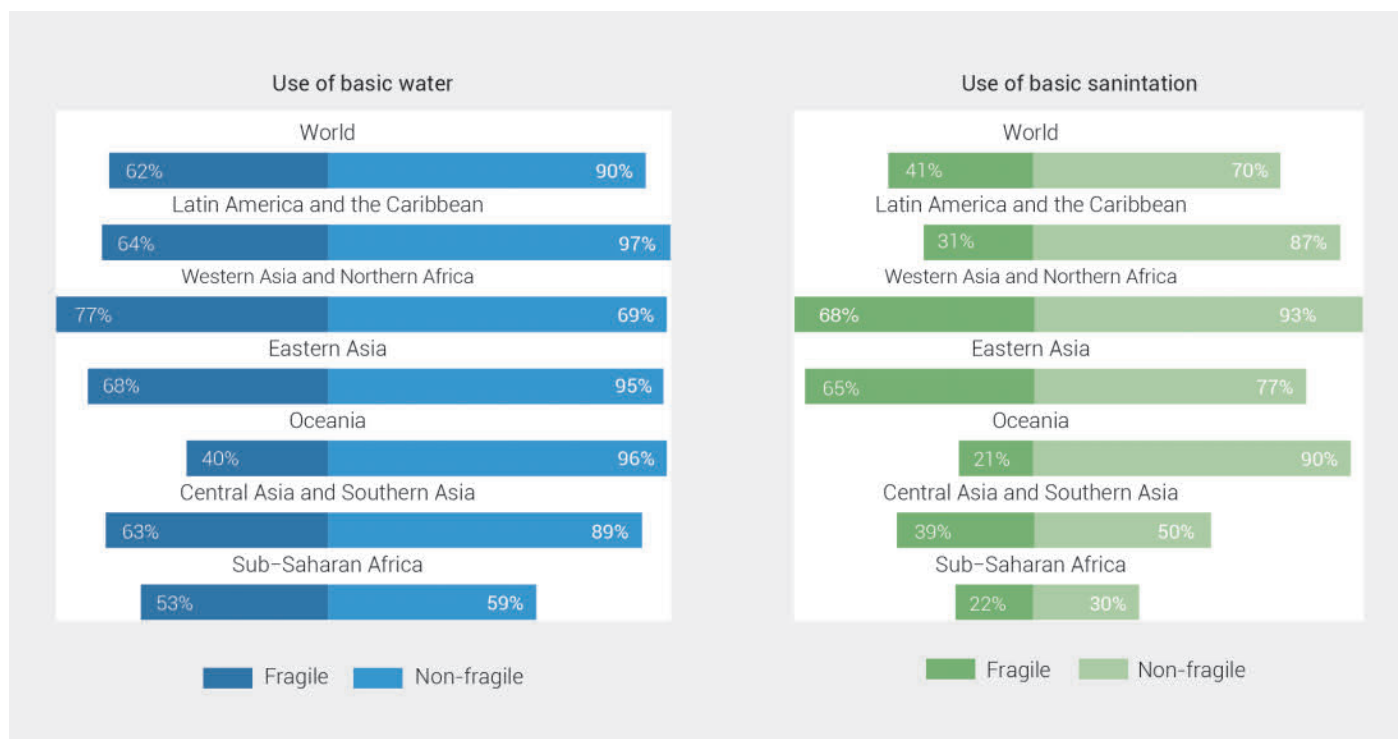 Use of basic water
World
62% 90%
Latin America and the Caribbean
64% 97%
Western Asia and Northern Africa
77% 69%
Eastern Asia
68% 95%
Oceania
40% 96%
Central Asia and Southern Asia
63% 89%
Sub-Saharan Africa
53% 59%
Fragile Non-fragile
Use of basic sanintation
World
41% 70%
Latin America and the Caribbean
31% 87%
Western Asia and Northern Africa
68% 93%
Eastern Asia
65% 77%
Oceania
21% 90%
Central Asia and Southern Asia
39% 50%
Sub-Saharan Africa
22% 30%
Fragile Non-fragile